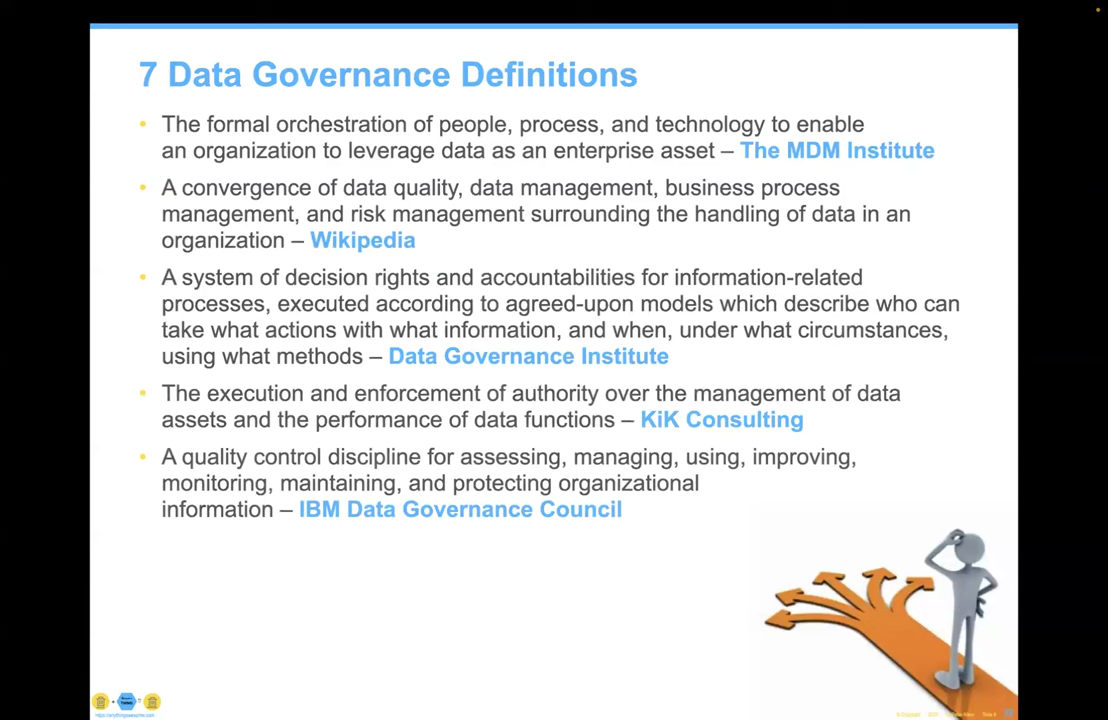 7 Data Governance Definitions
• The formal orchestration of people, process, and technology to enable
an organization to leverage data as an enterprise asset – The MDM Institute
• A convergence of data quality, data management, business process
management, and risk management surrounding the handling of data in an
organization – Wikipedia
• A system of decision rights and accountabilities for information-related
processes, executed according to agreed-upon models which describe who can
take what actions with what information, and when, under what circumstances,
using what methods – Data Governance Institute
• The execution and enforcement of authority over the management of data
assets and the performance of data functions – KiK Consulting
• A quality control discipline for assessing, managing, using, improving,
monitoring, maintaining, and protecting organizational
information – IBM Data Governance Council